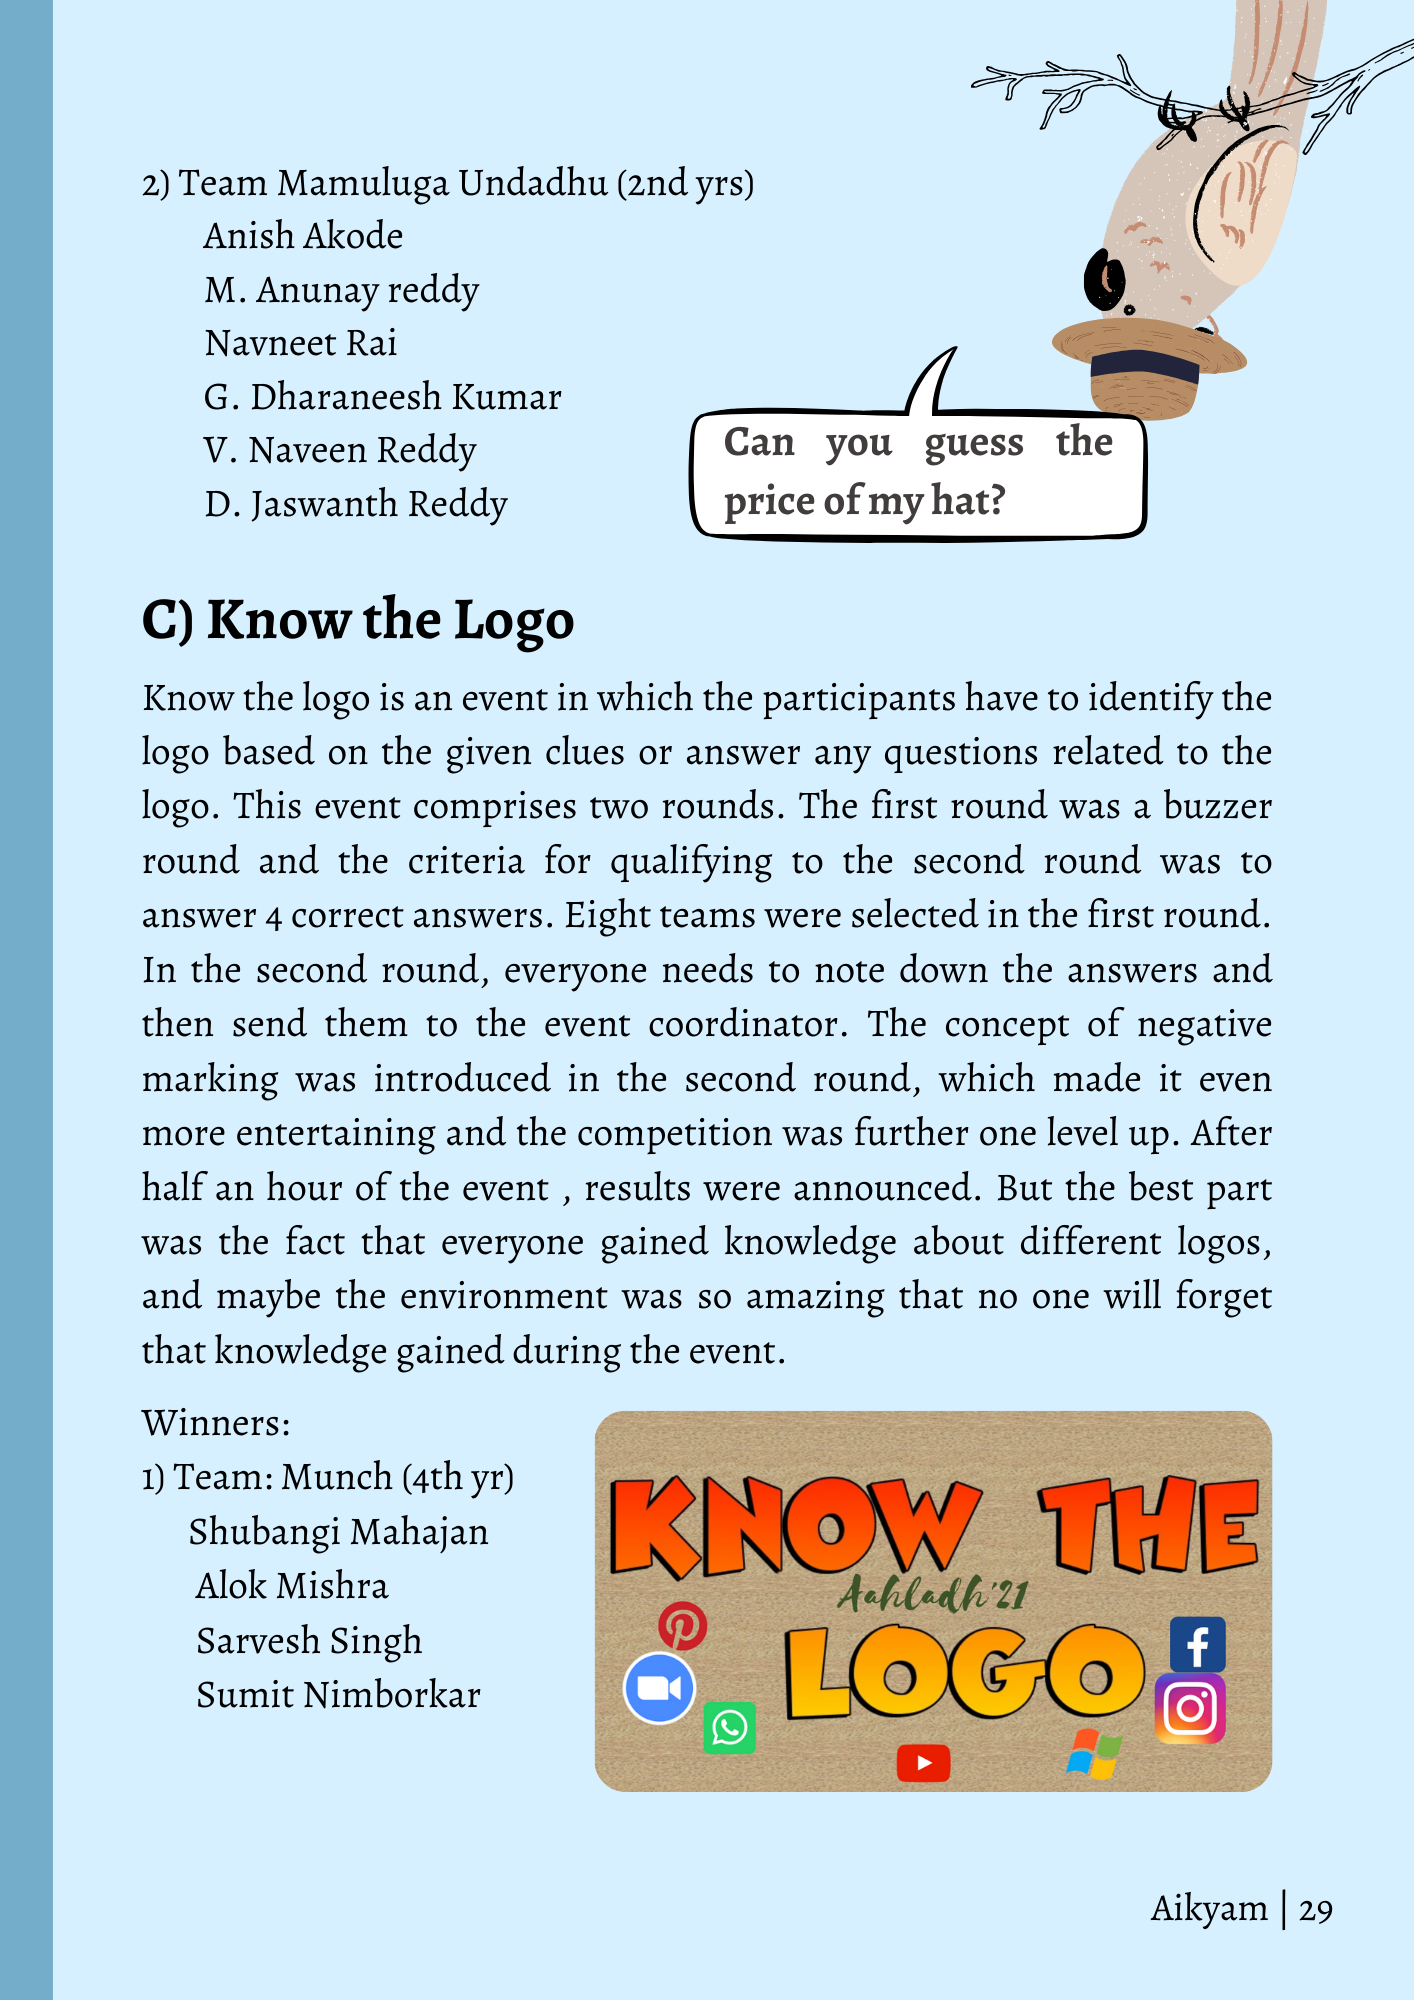 2) Team Mamuluga Undadhu (2nd yrs)
Anish Akode
M. Anunay reddy
Navneet Rai
G. Dharaneesh Kumar
V. Naveen Reddy
D. Jaswanth Reddy
Can you guess the
price of my hat?
C) Know the Logo
Know the logo is an event in which the participants have to identify the
logo based on the given clues or answer any questions related to the
logo. This event comprises two rounds. The first round was a buzzer
round and the criteria for qualifying to the second round was to
answer 4 correct answers. Eight teams were selected in the first round.
In the second round, everyone needs to note down the answers and
then send them to the event coordinator. The concept of negative
marking was introduced in the second round, which made it even
more entertaining and the competition was further one level up. After
half an hour of the event , results were announced. But the best part
was the fact that everyone gained knowledge about different logos,
and maybe the environment was so amazing that no one will forget
that knowledge gained during the event.
Winners:
1) Team: Munch (4th yr)
Shubangi Mahajan
Alok Mishra
Sarvesh Singh
Sumit Nimborkar
KNOW THE
Aahladh'21
LOGO
Aikyam | 29